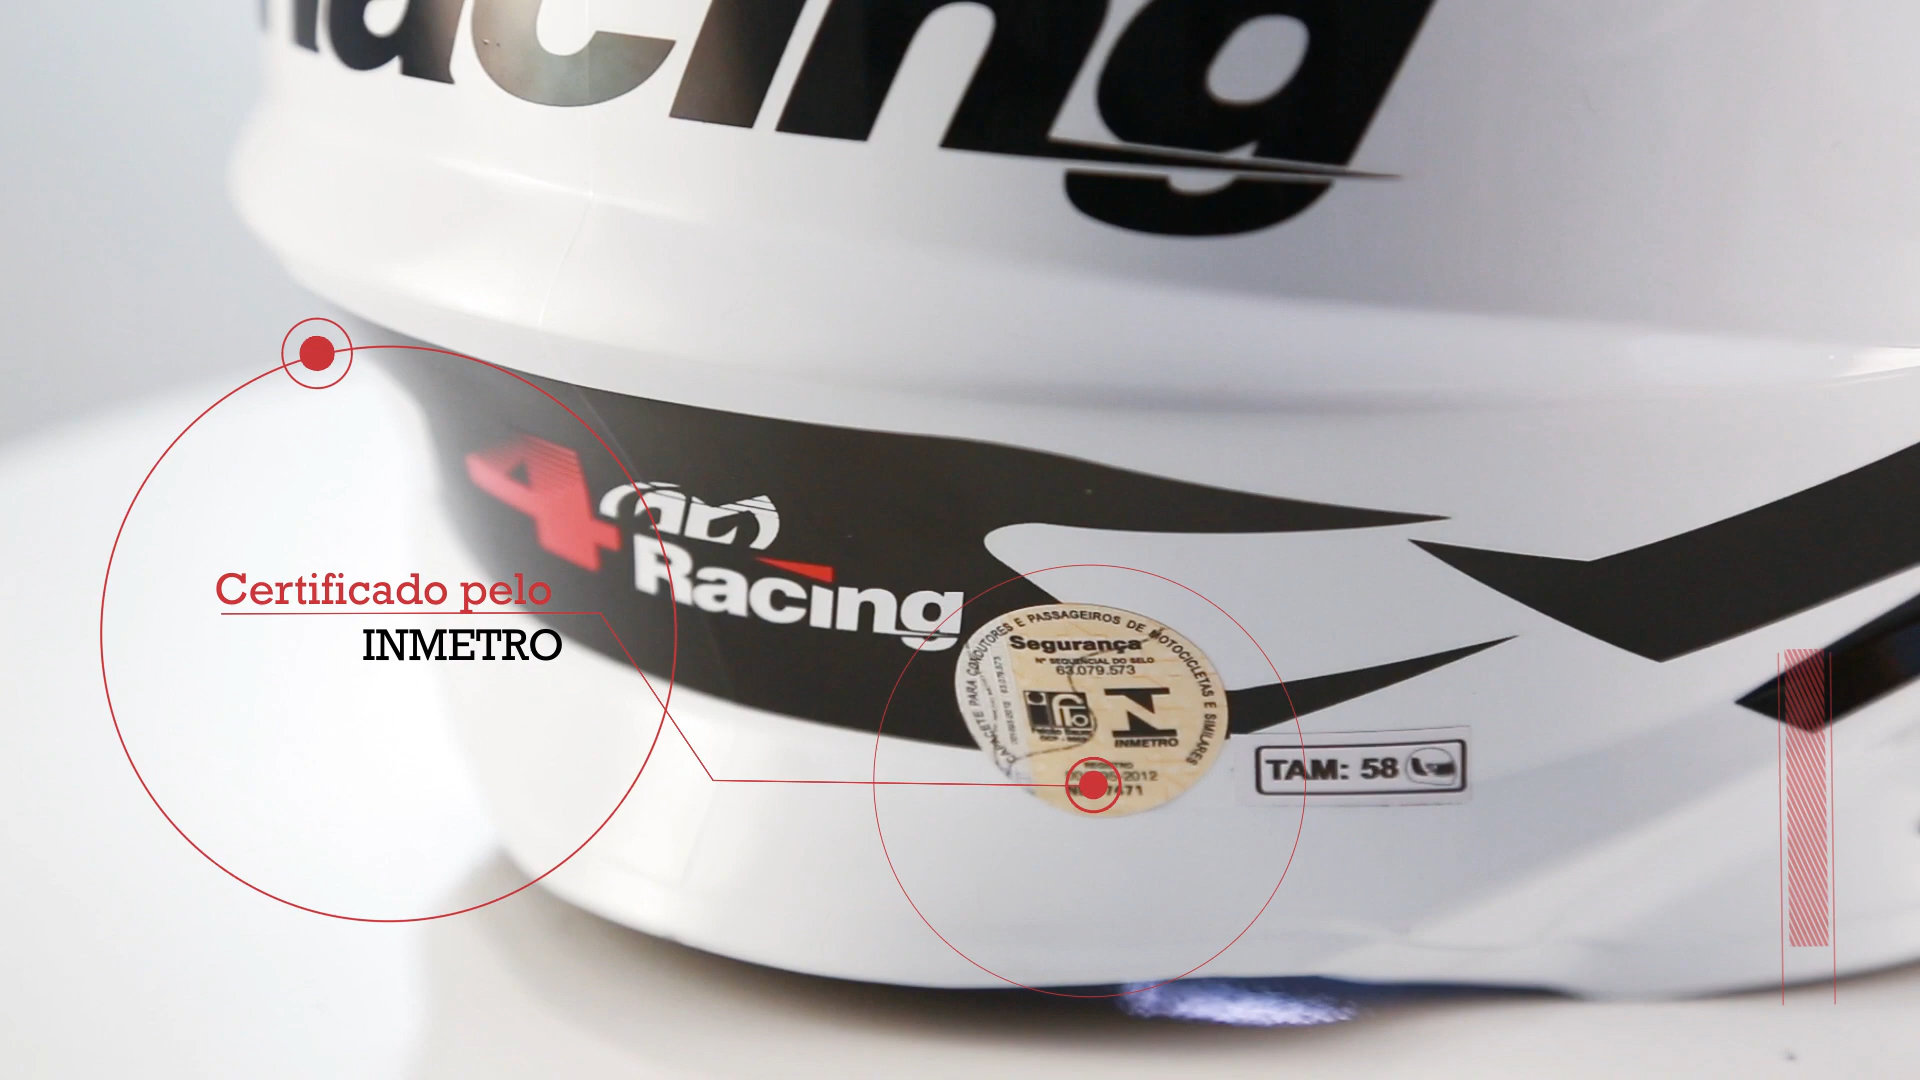 Racing
4
Racing
Certificado pelo
INMETRO
CAPACETE PARA CONDUTORES E PASSAGEIROS DE MOTOCICLETAS E SIMILARES
Segurança
Nº SEQUENCIAL DO SELO
63.079.573
INMETRO
REGISTRO
2012
TAM: 58